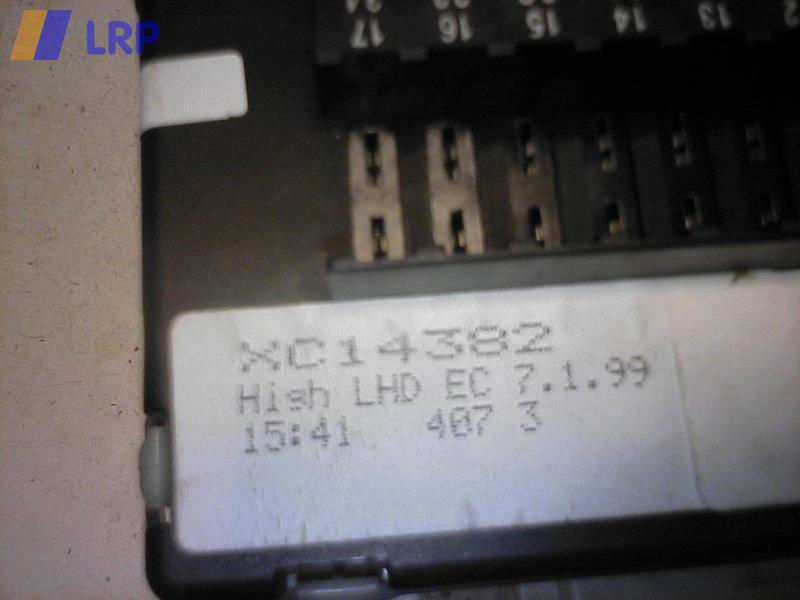 LRP
17 16 15 14 13
XC14382
High LHD EC 7.1.99
15:41 407 3